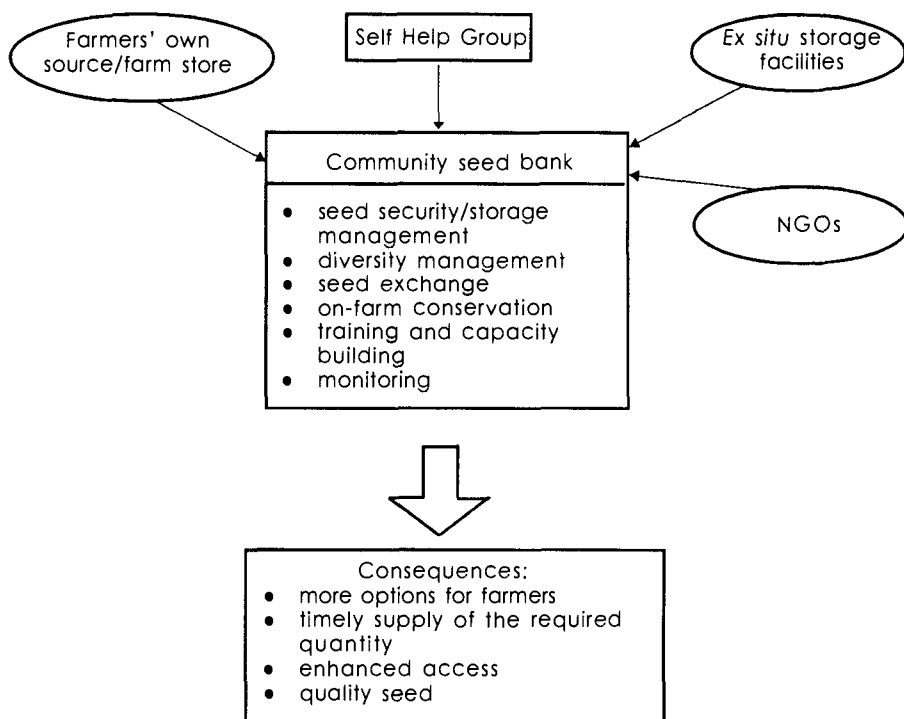 Farmers' own
source/farm store
Self Help Group
Ex situ storage
facilities
Community seed bank
NGOs
• seed security/storage
management
• diversity management
• seed exchange
• on-farm conservation
• training and capacity
building
• monitoring
Consequences:
• more options for farmers
• timely supply of the required
quantity
• enhanced access
• quality seed